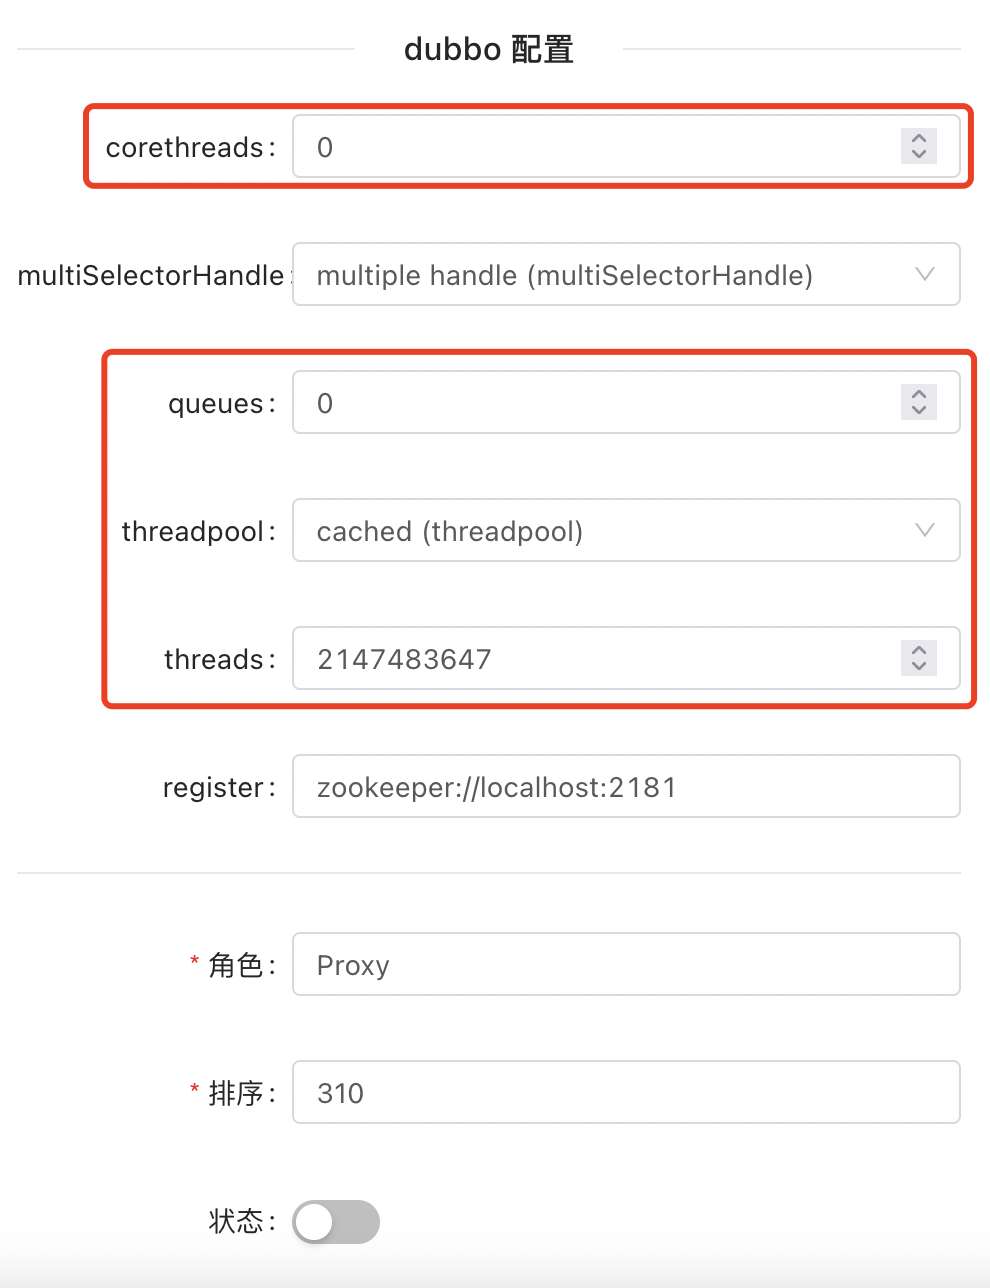 dubbo 配置
corethreads: 0
multiSelectorHandle: multiple handle (multiSelectorHandle)
queues: 0
threadpool: cached (threadpool)
threads: 2147483647
register: zookeeper://localhost:2181
* 角色: Proxy
* 排序: 310
状态: